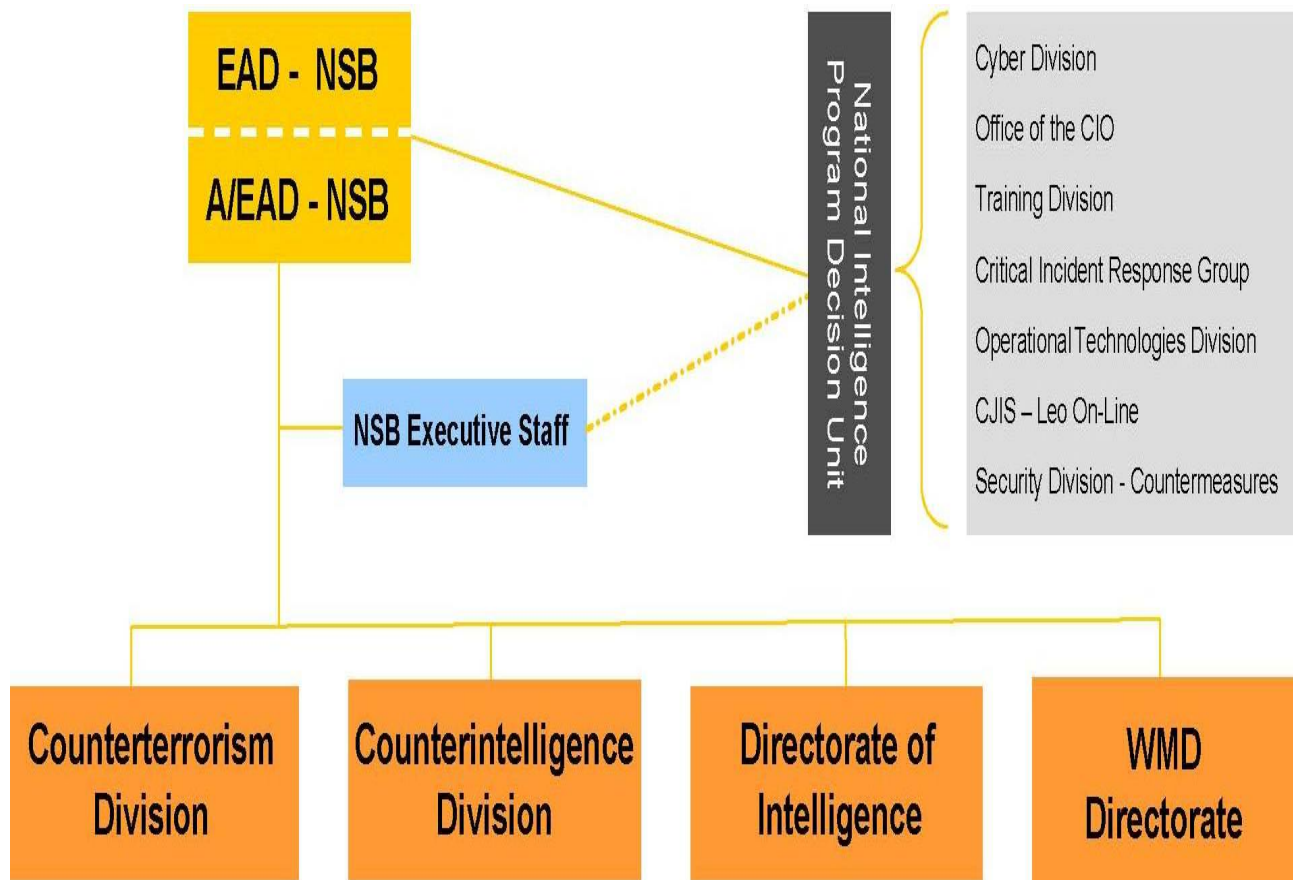 EAD - NSB
A/EAD - NSB
NSB Executive Staff
National Intelligence
Program Decision Unit
Cyber Division
Office of the CIO
Training Division
Critical Incident Response Group
Operational Technologies Division
CJIS – Leo On-Line
Security Division - Countermeasures
Counterterrorism
Division
Counterintelligence
Division
Directorate of
Intelligence
WMD
Directorate